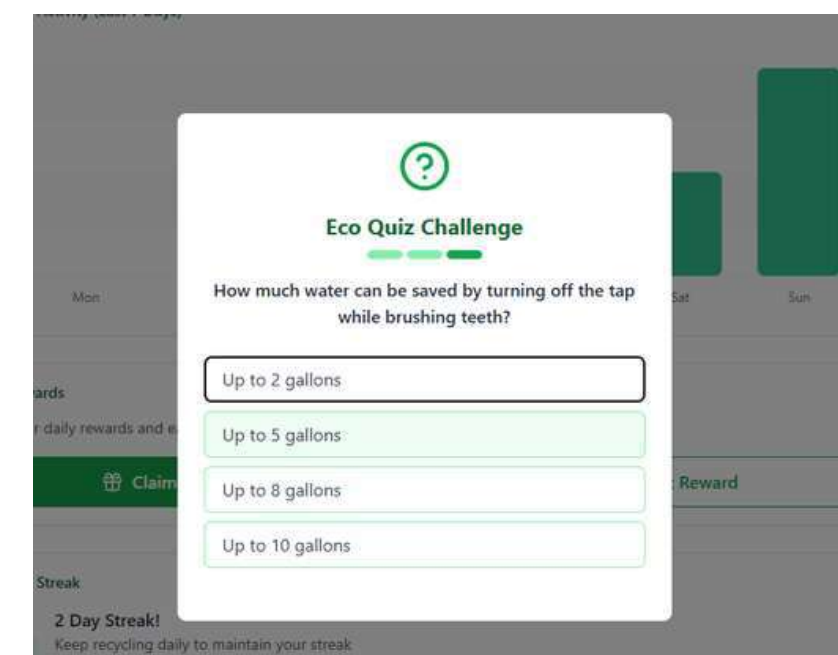 Eco Quiz Challenge
How much water can be saved by turning off the tap
while brushing teeth?
Mon
Sat
Sun
Up to 2 gallons
Up to 5 gallons
Up to 8 gallons
Up to 10 gallons
daily rewards and
Claim
Reward
Streak
2 Day Streak!
Keep recycling daily to maintain your streak